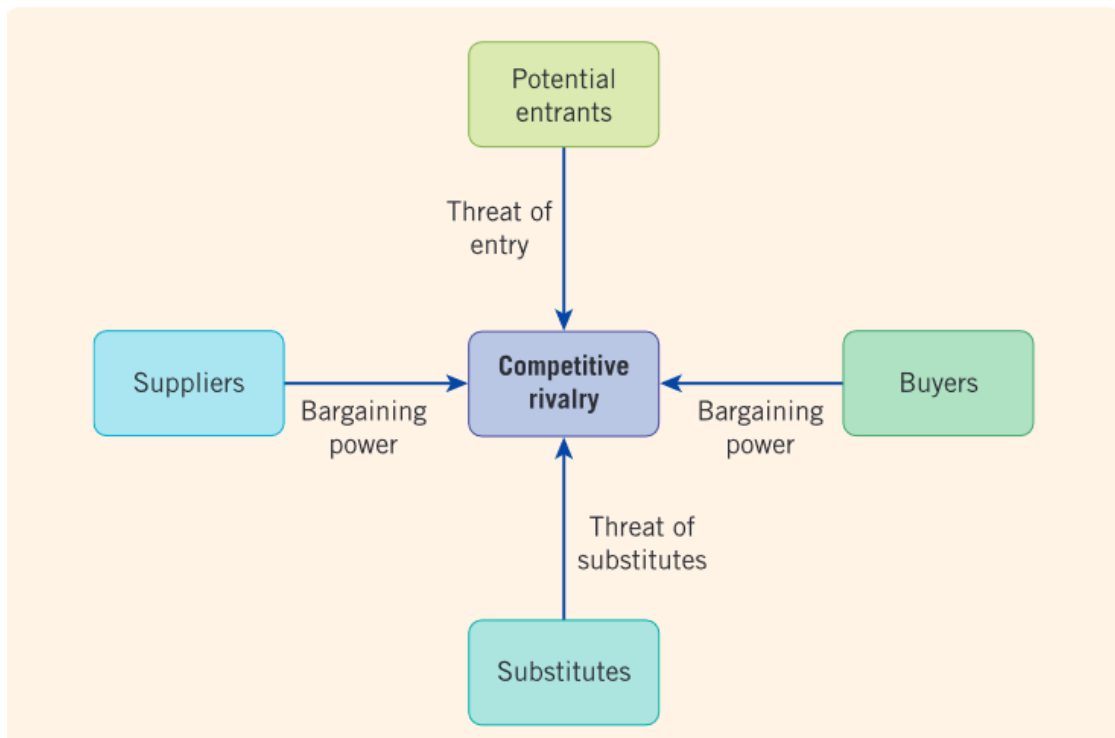 Potential
entrants
Threat of
entry
Suppliers
Bargaining
power
Competitive
rivalry
Bargaining
power
Buyers
Threat of
substitutes
Substitutes